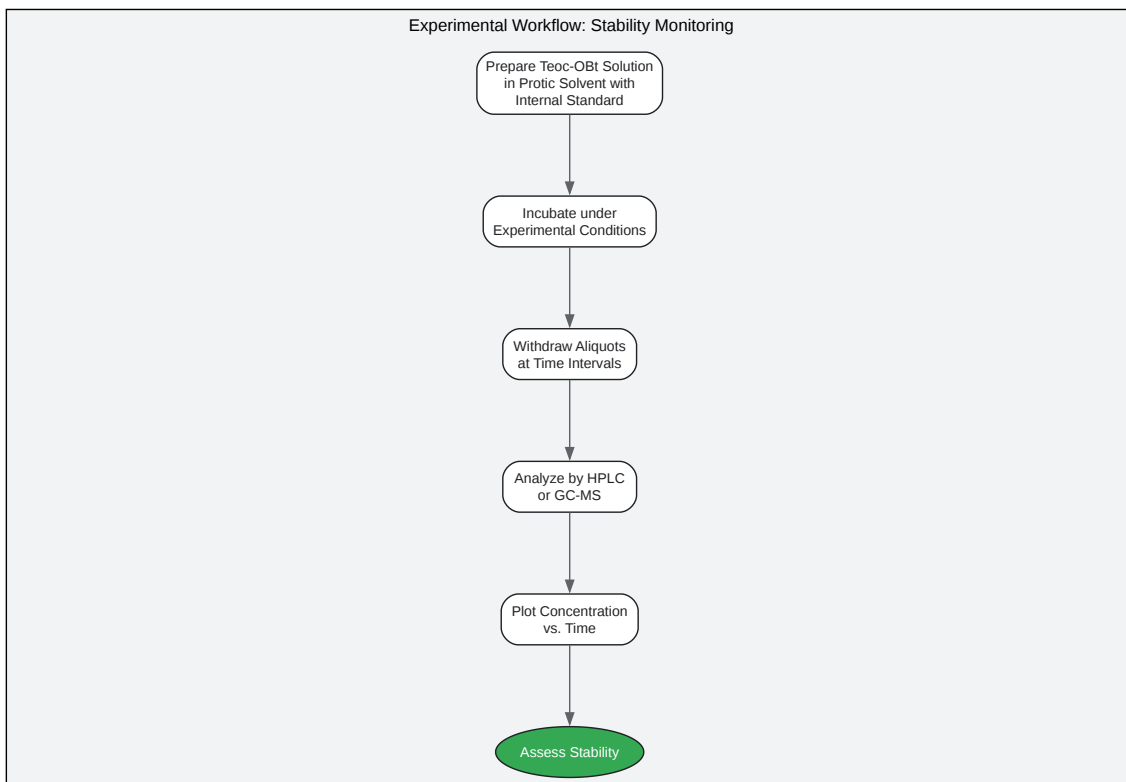 Experimental Workflow: Stability Monitoring
Prepare Teoc-OBt Solution
in Protic Solvent with
Internal Standard
Incubate under
Experimental Conditions
Withdraw Aliquots
at Time Intervals
Analyze by HPLC
or GC-MS
Plot Concentration
vs. Time
Assess Stability